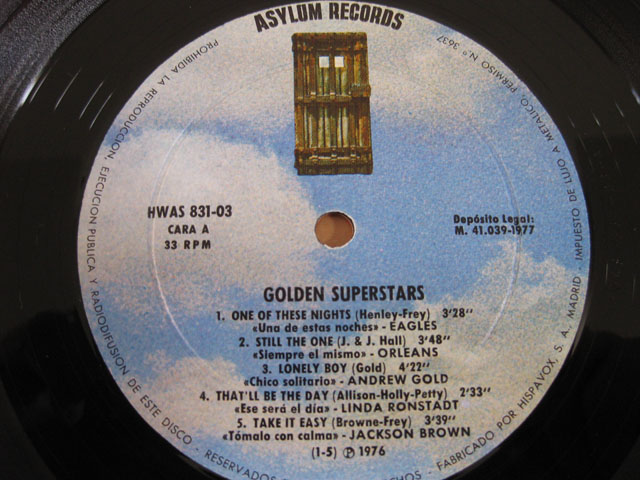 ASYLUM RECORDS
PROHIBIDA LA REPRODUCCION, EJECUCION PUBLICA Y RADIODIFUSION DE ESTE DISCO - RESERVADOS
CHOS - FABRICADO POR HISPAVOX, S. A. MADRID - IMPUESTO DE LUJO A METALICO, PERMISO N.º 3637
HWAS 831-03
CARA A
33 RPM
Depósito Legal:
M. 41.039-1977
GOLDEN SUPERSTARS
1. ONE OF THESE NIGHTS (Henley-Frey) 3'28"
«Una de estas noches» - EAGLES
2. STILL THE ONE (J. & J. Hall) 3'48"
«Siempre el mismo» - ORLEANS
3. LONELY BOY (Gold) 4'22"
«Chico solitario» - ANDREW GOLD
4. THAT'LL BE THE DAY (Allison-Holly-Petty) 2'33"
«Ese será el día» - LINDA RONSTADT
5. TAKE IT EASY (Browne-Frey) 3'39"
«Tómalo con calma» - JACKSON BROWN
(1-5) Ⓟ 1976